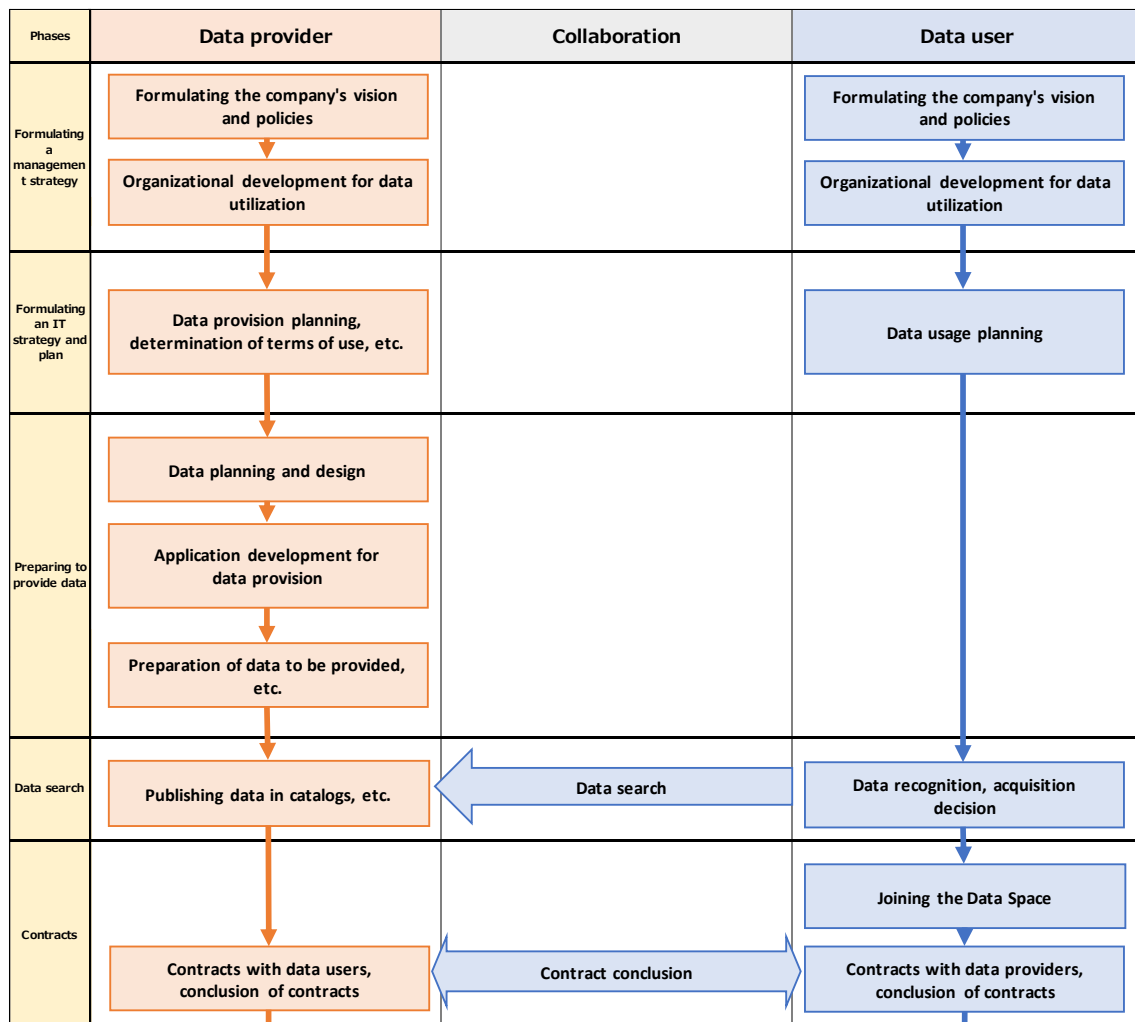 Phases
Data provider
Collaboration
Data user
Formulating
a
managemen
t strategy
Formulating the company's vision
and policies
Formulating the company's vision
and policies
Organizational development for data
utilization
Organizational development for data
utilization
Formulating
an IT
strategy and
plan
Data provision planning,
determination of terms of use, etc.
Data usage planning
Preparing to
provide data
Data planning and design
Application development for
data provision
Preparation of data to be provided,
etc.
Data search
Publishing data in catalogs, etc.
Data search
Data recognition, acquisition
decision
Contracts
Joining the Data Space
Contracts with data users,
conclusion of contracts
Contract conclusion
Contracts with data providers,
conclusion of contracts